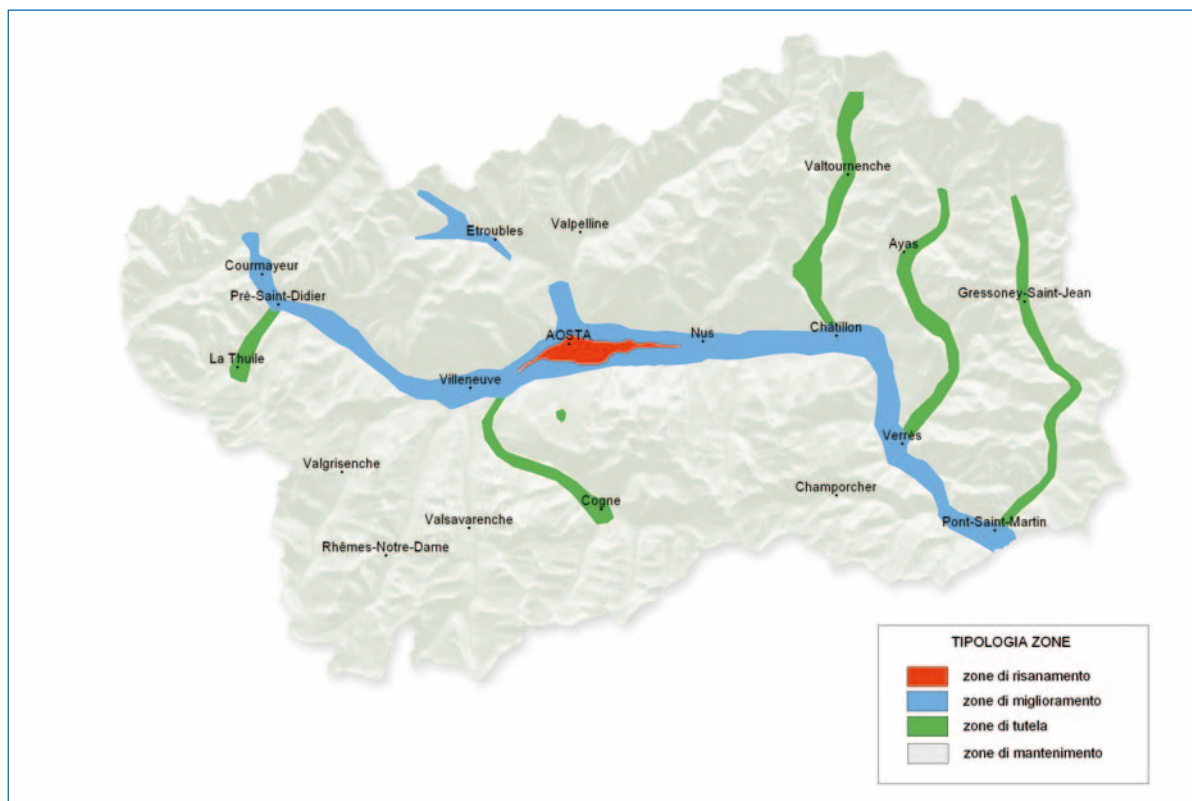 Valtournenche
Etroubles
Valpelline
Ayas
Courmayeur
Gressoney-Saint-Jean
Pré-Saint-Didier
AOSTA
Nus
Châtillon
La Thuile
Villeneuve
Verrès
Valgrisenche
Champorcher
Cogne
Valsavarenche
Pont-Saint-Martin
Rhêmes-Notre-Dame
TIPOLOGIA ZONE
zone di risanamento
zone di miglioramento
zone di tutela
zone di mantenimento